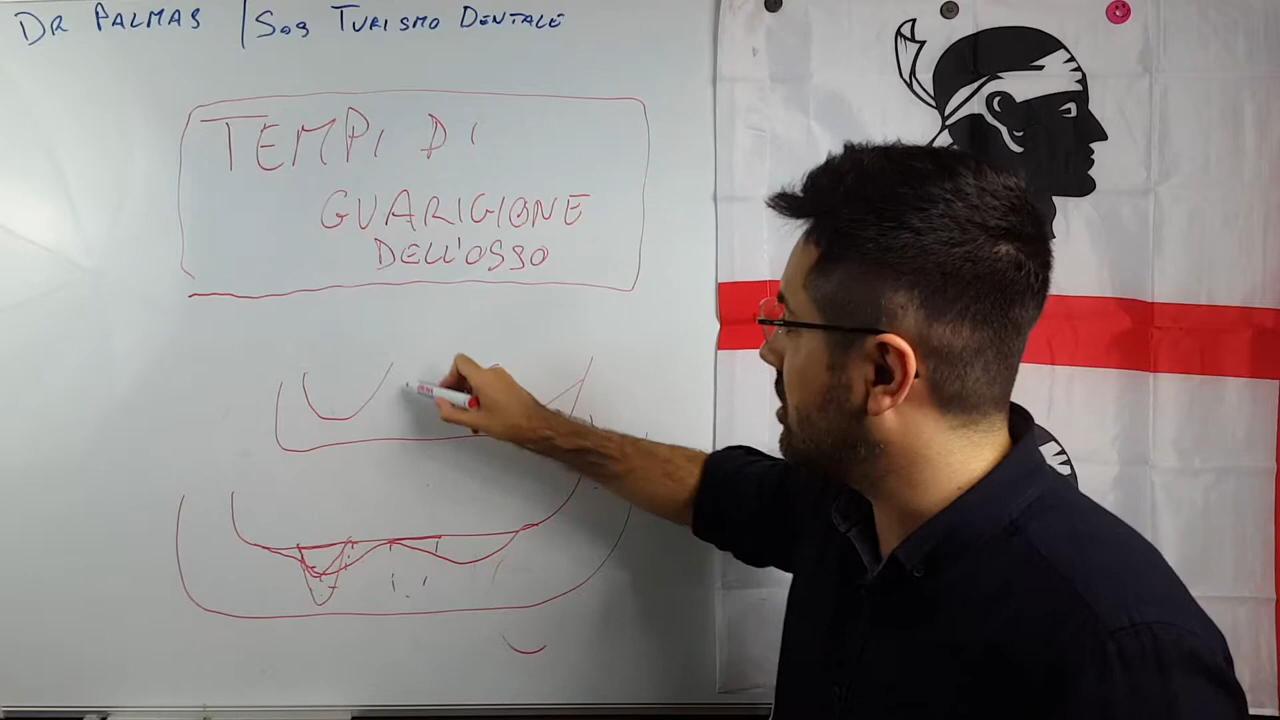 DR PALMAS | SOS TURISMO DENTALE
TEMPI DI
GUARIGIONE
DELL'OSSO